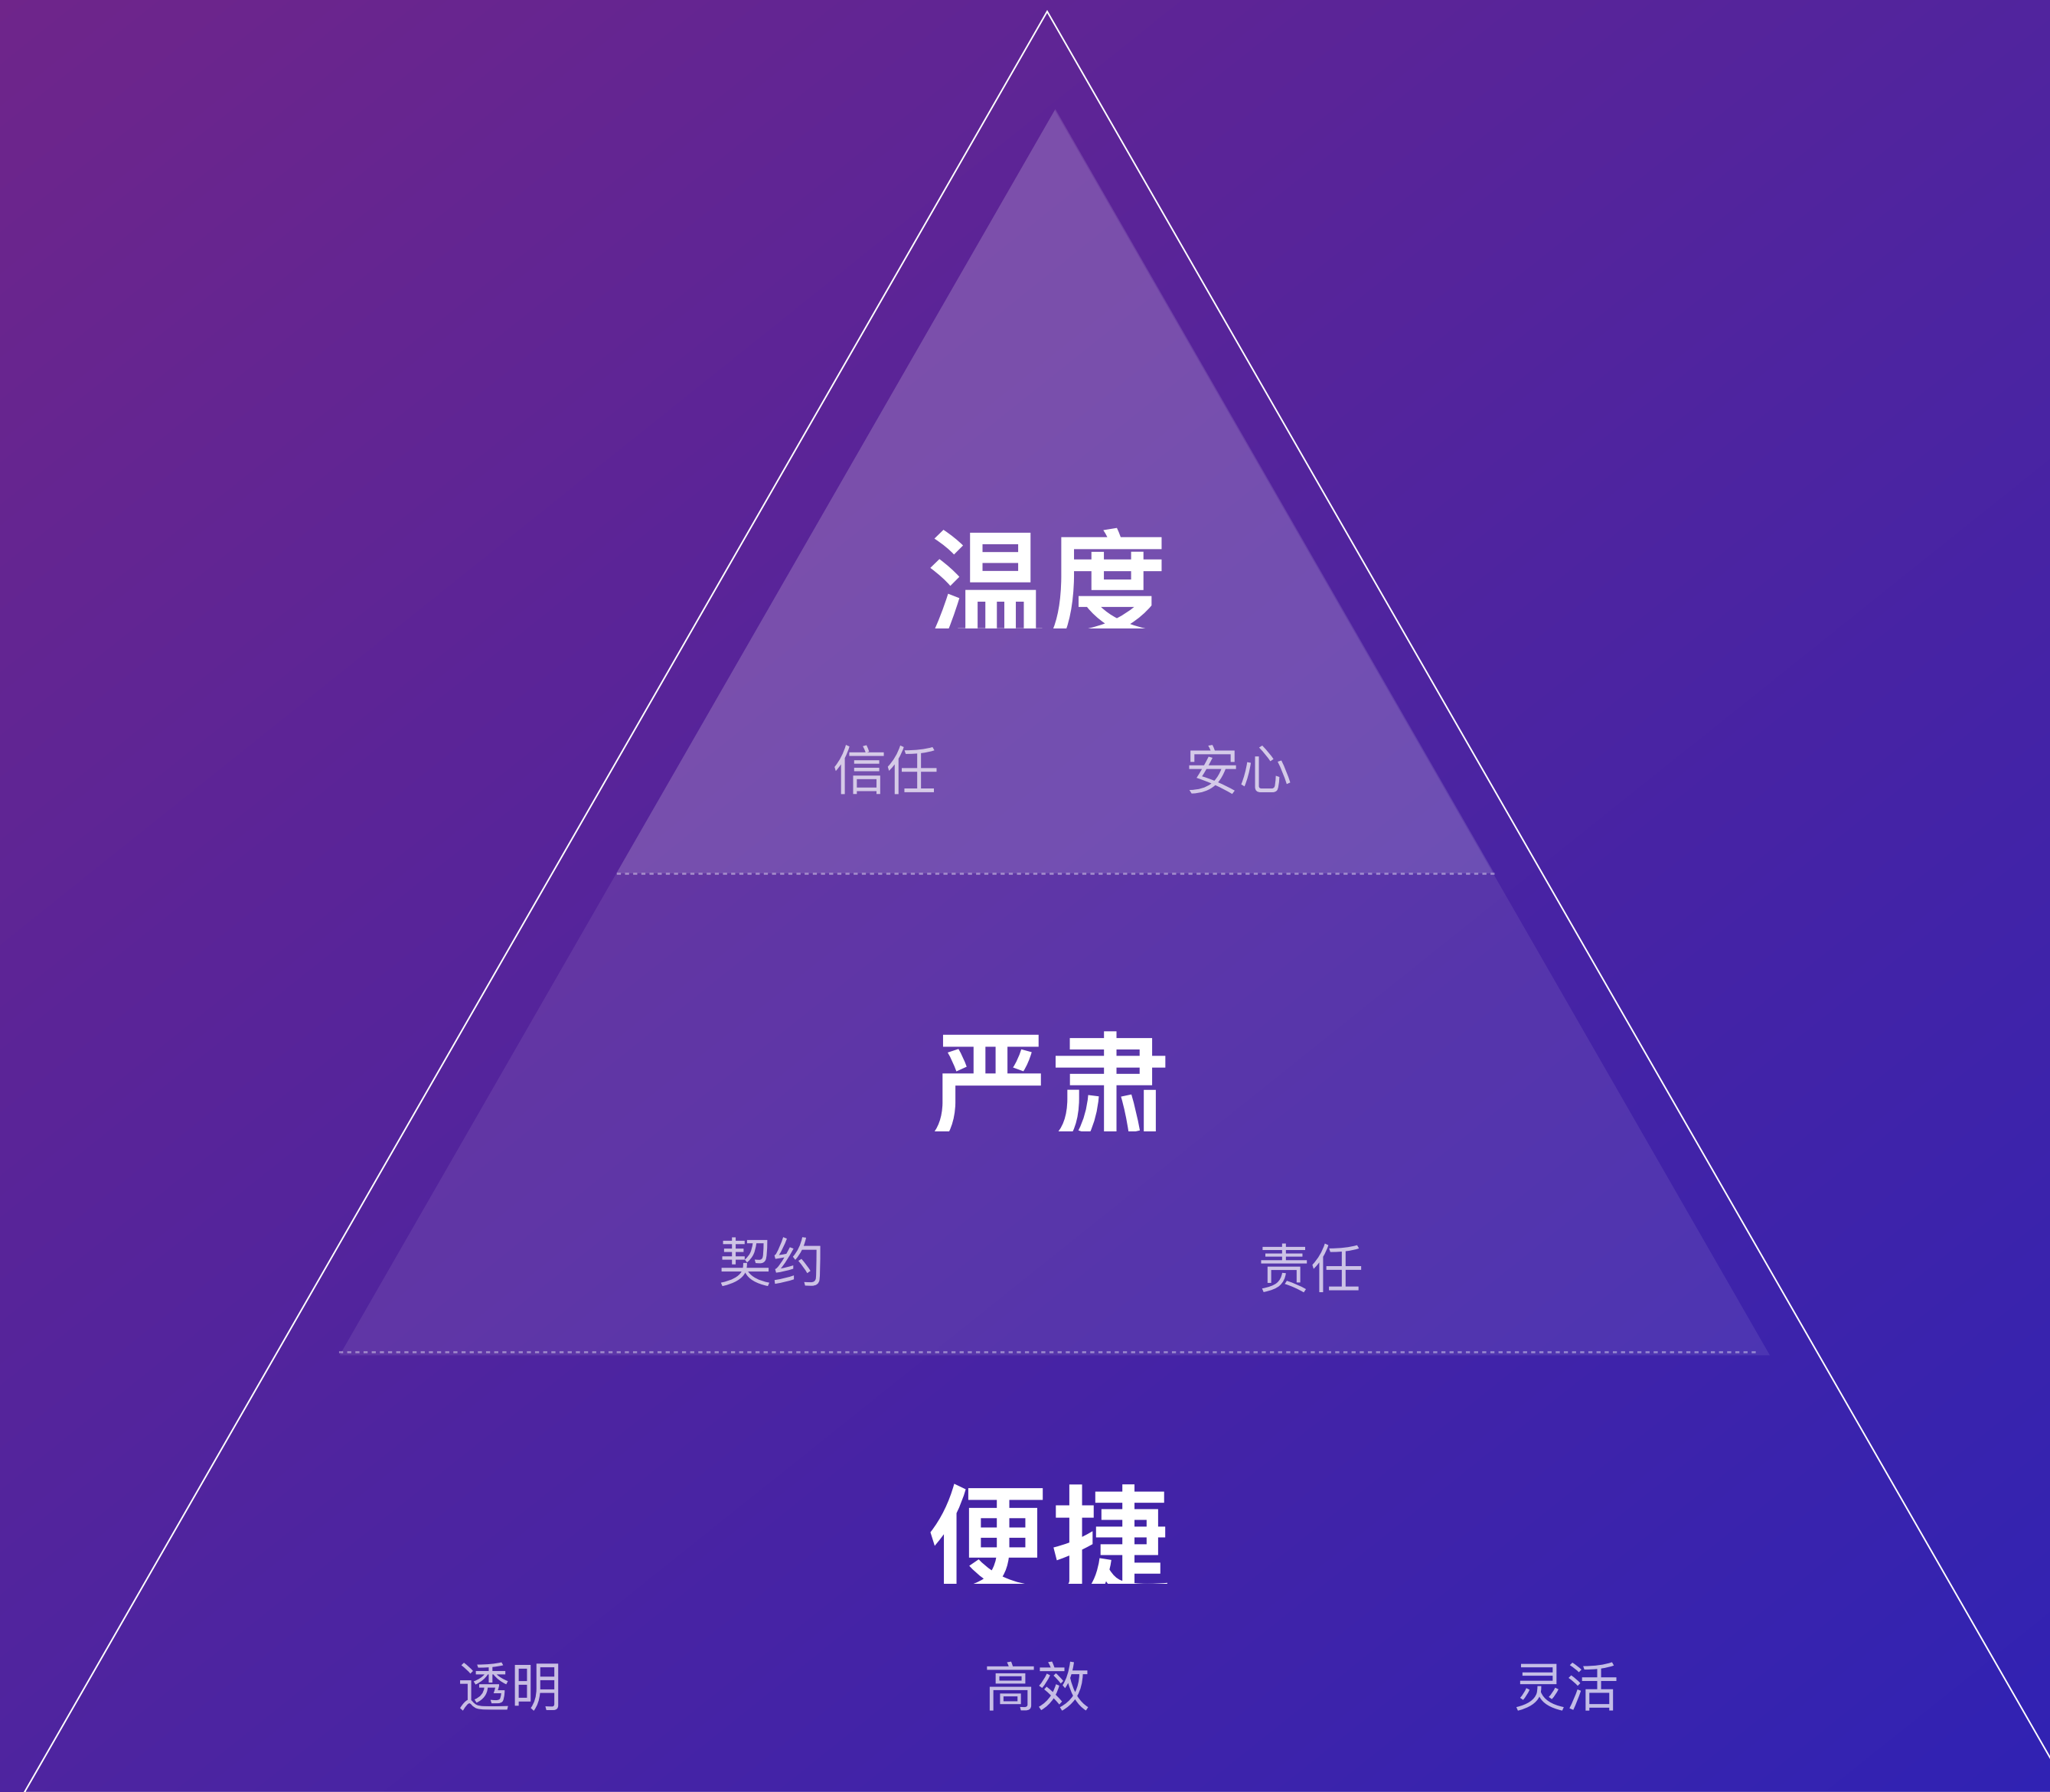 温度
信任 安心
严肃
契约 责任
便捷
透明 高效 灵活